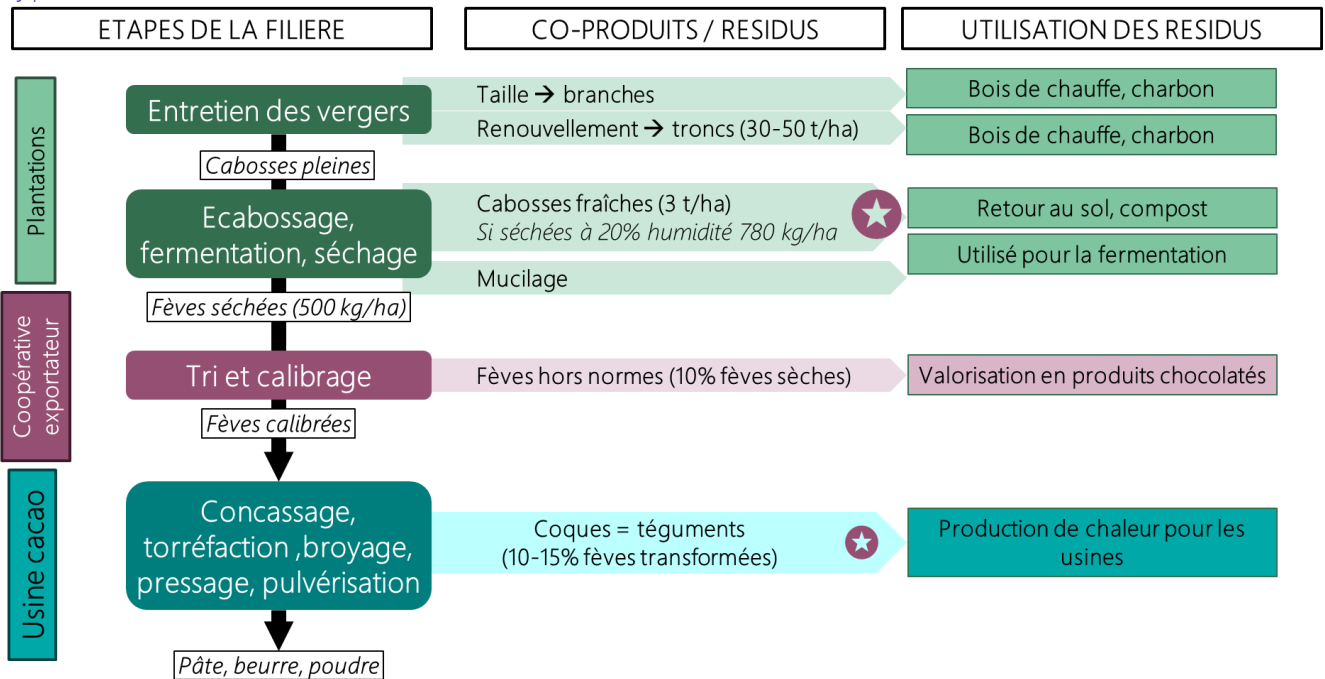 ETAPES DE LA FILIERE
CO-PRODUITS / RESIDUS
UTILISATION DES RESIDUS
Plantations
Entretien des vergers
Taille → branches
Bois de chauffe, charbon
Renouvellement → troncs (30-50 t/ha)
Bois de chauffe, charbon
Cabosses pleines
Ecabossage,
fermentation, séchage
Cabosses fraîches (3 t/ha)
Si séchées à 20% humidité 780 kg/ha
Retour au sol, compost
Utilisé pour la fermentation
Mucilage
Fèves séchées (500 kg/ha)
Coopérative
exportateur
Tri et calibrage
Fèves hors normes (10% fèves sèches)
Valorisation en produits chocolatés
Fèves calibrées
Usine cacao
Concassage,
torréfaction ,broyage,
pressage, pulvérisation
Coques = téguments
(10-15% fèves transformées)
Production de chaleur pour les
usines
Pâte, beurre, poudre